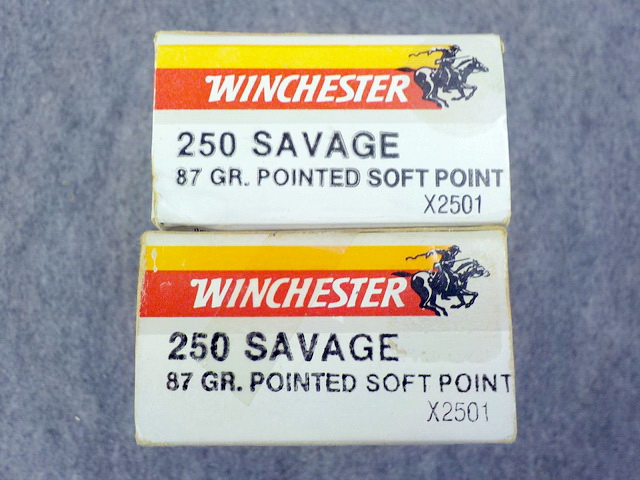 WINCHESTER
250 SAVAGE
87 GR. POINTED SOFT POINT
X2501
WINCHESTER
250 SAVAGE
87 GR. POINTED SOFT POINT
X2501